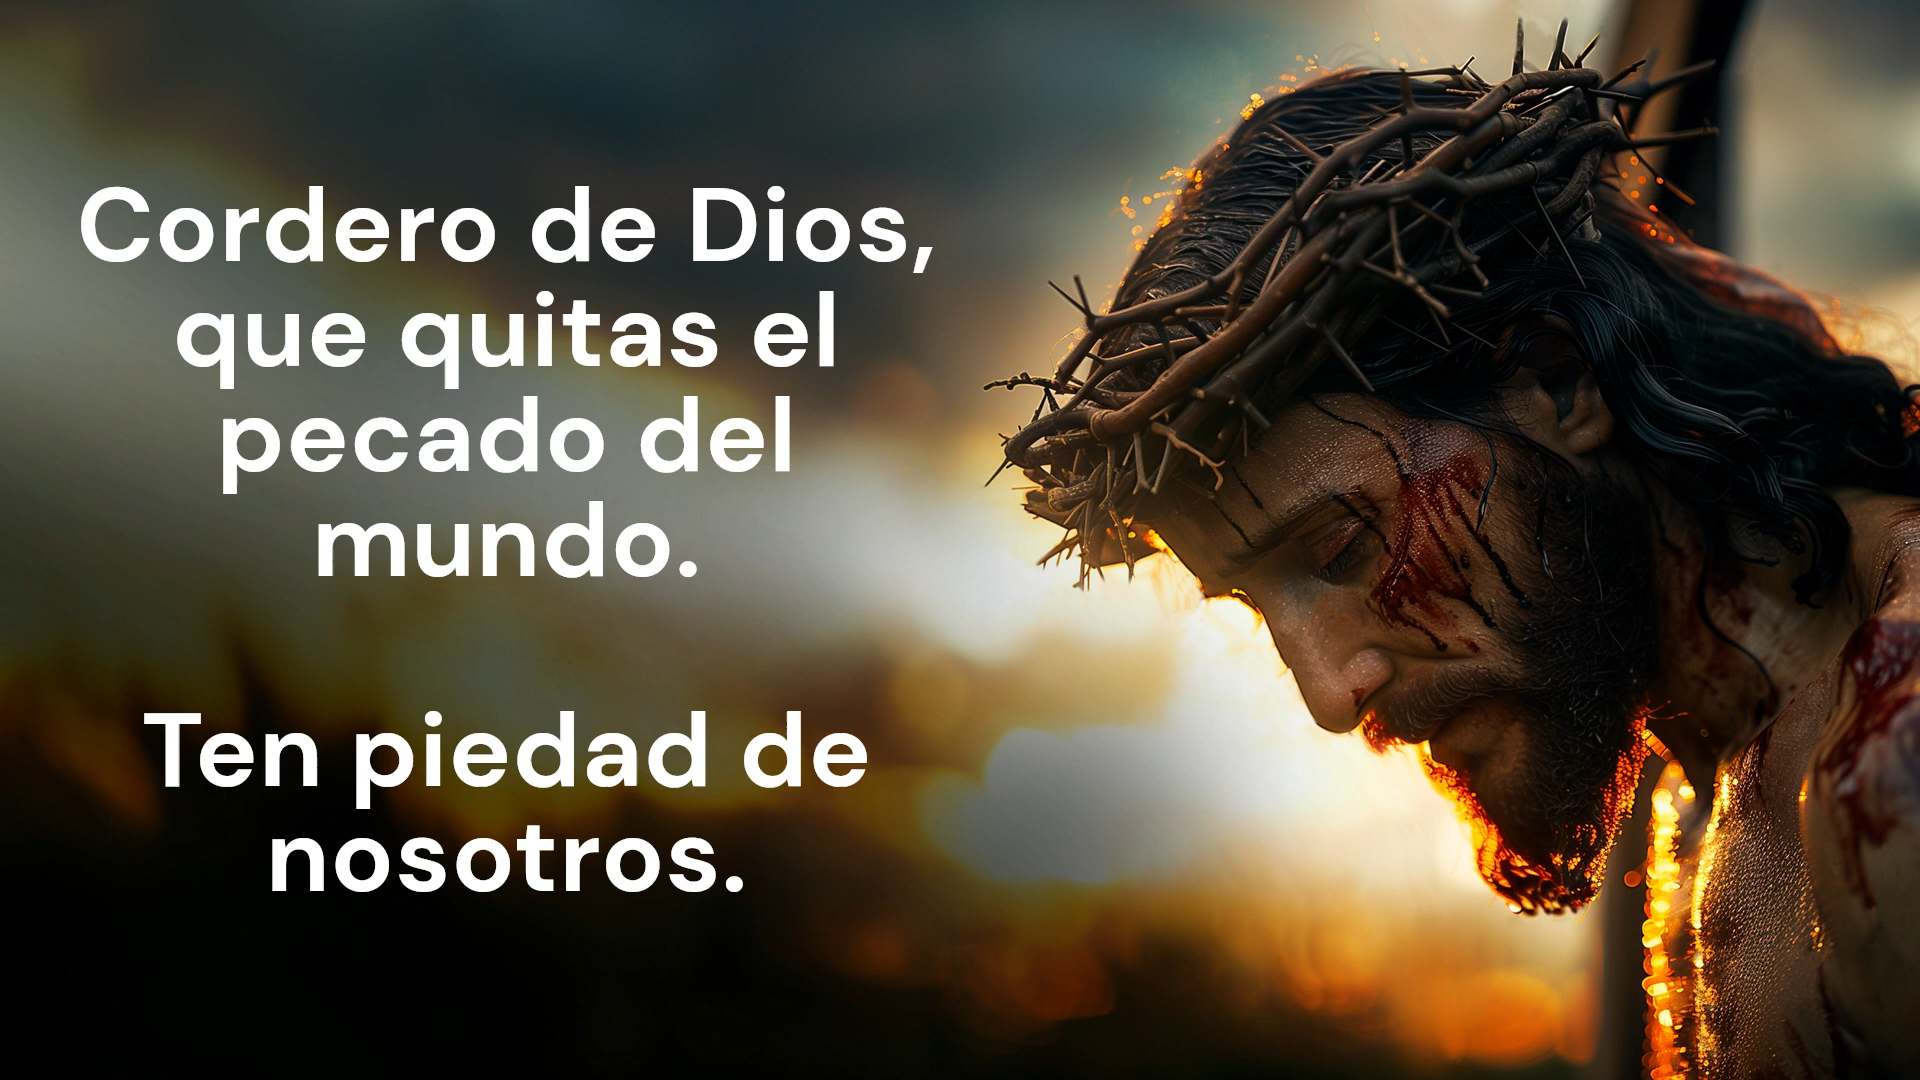 Cordero de Dios,
que quitas el
pecado del
mundo.
Ten piedad de
nosotros.